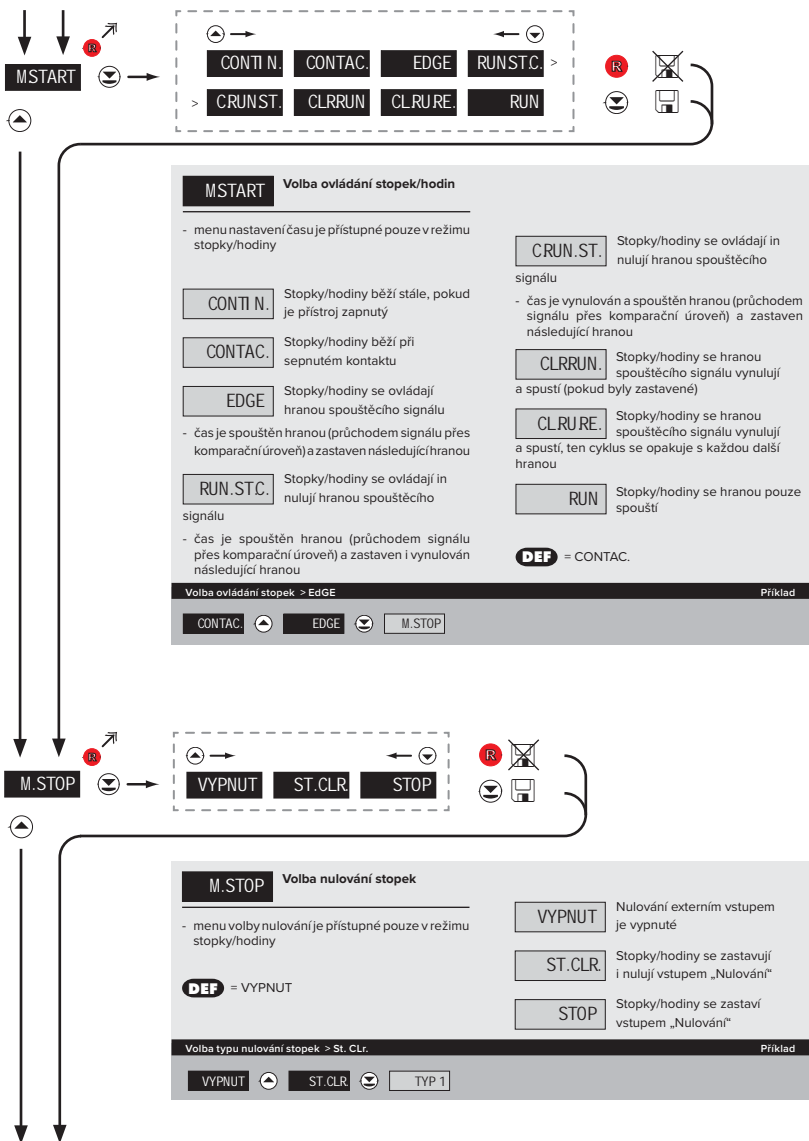 R
MSTART
CONTI N. CONTAC. EDGE RUN ST.C. >
> CRUN ST. CLRRUN CLRU RE. RUN
R
MSTART Volba ovládání stopek/hodin
- menu nastavení času je přístupné pouze v režimu
stopky/hodiny
CONTI N. Stopky/hodiny běží stále, pokud
je přístroj zapnutý
CONTAC. Stopky/hodiny běží při
sepnutém kontaktu
EDGE Stopky/hodiny se ovládají
hranou spouštěcího signálu
- čas je spouštěn hranou (průchodem signálu přes
komparační úroveň) a zastaven následující hranou
RUN.ST.C. Stopky/hodiny se ovládají in
nulují hranou spouštěcího
signálu
- čas je spouštěn hranou (průchodem signálu
přes komparační úroveň) a zastaven i vynulován
následující hranou
CRUN.ST. Stopky/hodiny se ovládají in
nulují hranou spouštěcího
signálu
- čas je vynulován a spouštěn hranou (průchodem
signálu přes komparační úroveň) a zastaven
následující hranou
CLRRUN. Stopky/hodiny se hranou
spouštěcího signálu vynulují
a spustí (pokud byly zastavené)
CLRU RE. Stopky/hodiny se hranou
spouštěcího signálu vynulují
a spustí, ten cyklus se opakuje s každou další
hranou
RUN Stopky/hodiny se hranou pouze
spouští
DEF = CONTAC.
Volba ovládání stopek > EdGE Příklad
CONTAC. EDGE M.STOP
R
M.STOP
VYPNUT ST.CLR. STOP
R
M.STOP Volba nulování stopek
- menu volby nulování je přístupné pouze v režimu
stopky/hodiny
DEF = VYPNUT
VYPNUT Nulování externím vstupem
je vypnuté
ST.CLR. Stopky/hodiny se zastavují
i nulují vstupem „Nulování“
STOP Stopky/hodiny se zastaví
vstupem „Nulování“
Volba typu nulování stopek > St. CLr. Příklad
VYPNUT ST.CLR. TYP 1